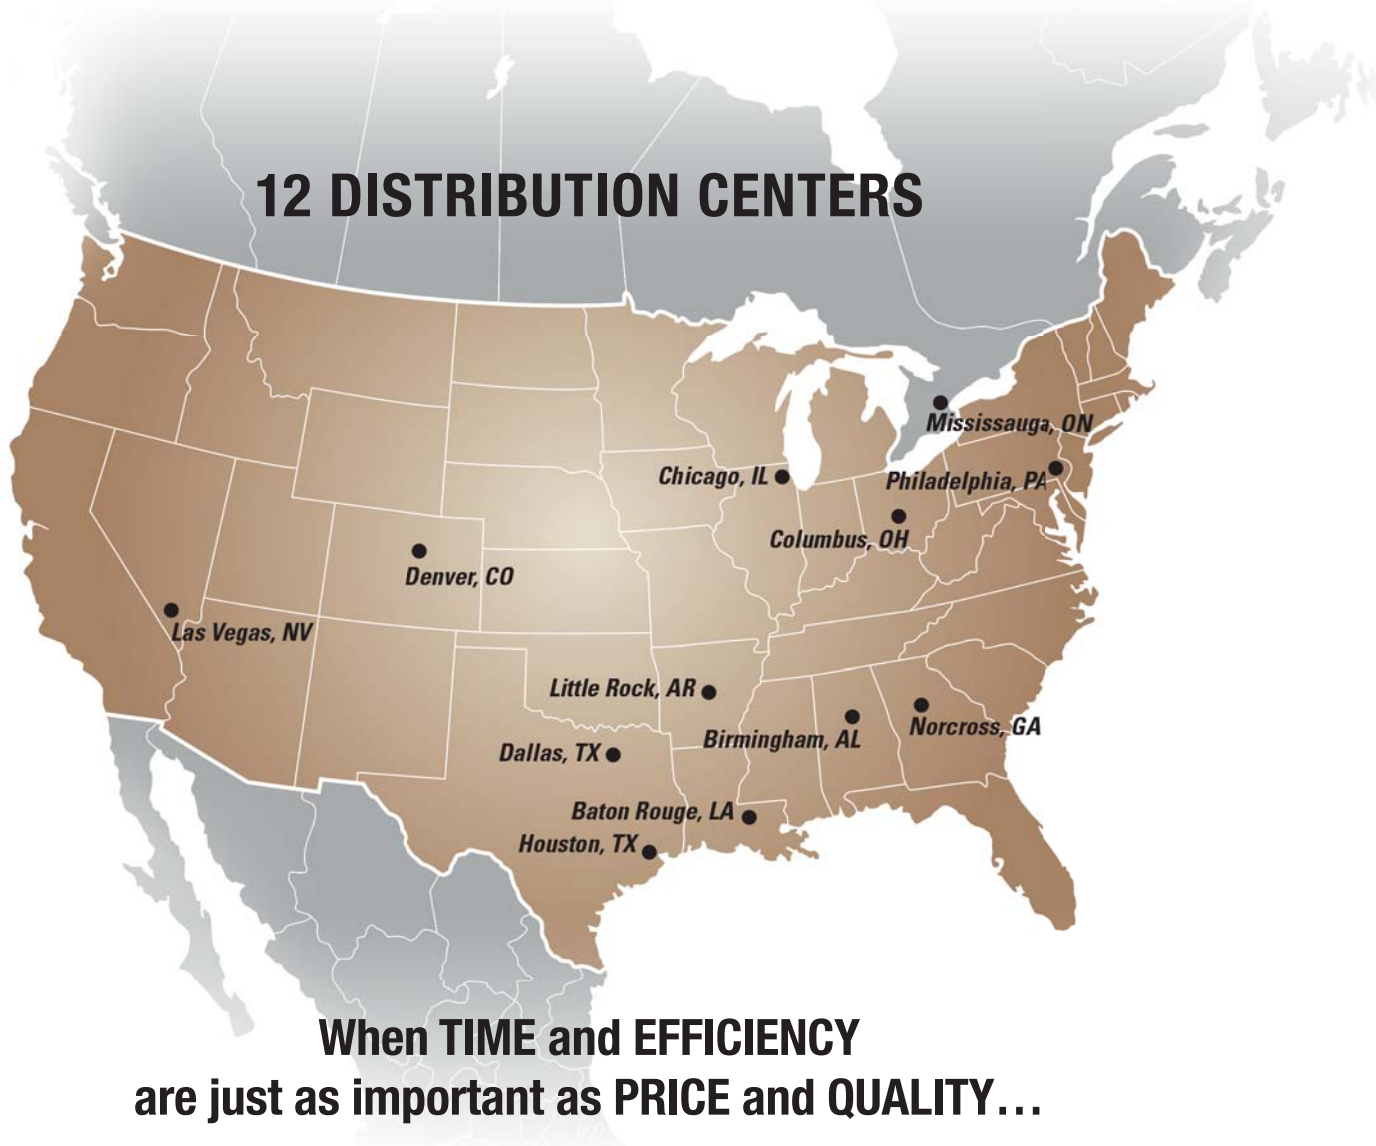 12 DISTRIBUTION CENTERS
Mississauga, ON
Chicago, IL
Philadelphia, PA
Columbus, OH
Denver, CO
Las Vegas, NV
Little Rock, AR
Norcross, GA
Birmingham, AL
Dallas, TX
Baton Rouge, LA
Houston, TX
When TIME and EFFICIENCY
are just as important as PRICE and QUALITY…